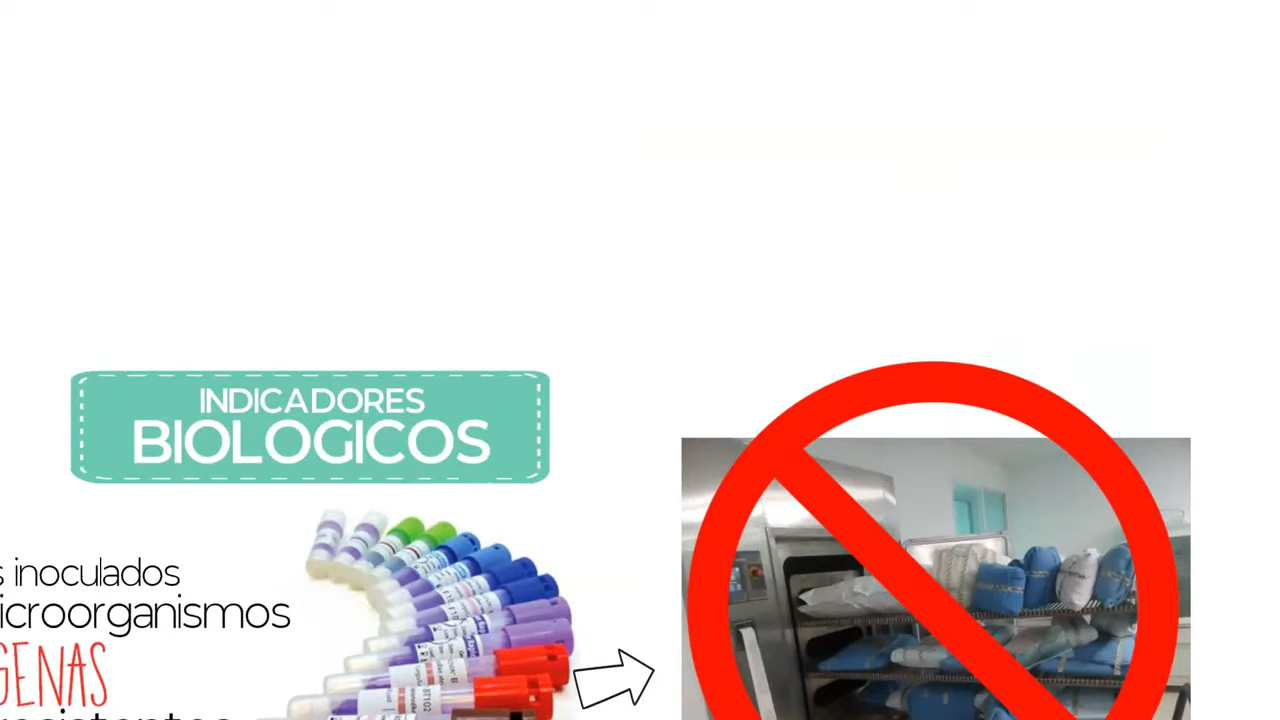 INDICADORES
BIOLOGICOS
s inoculados
icroorganismos
GENAS